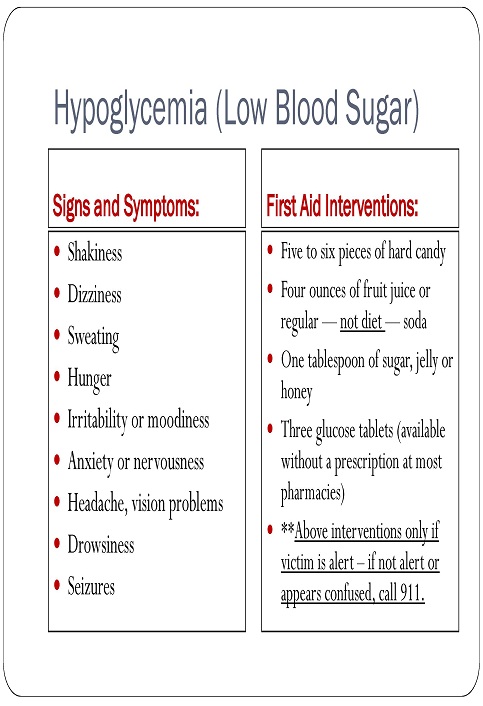 Hypoglycemia (Low Blood Sugar)
Signs and Symptoms:
• Shakiness
• Dizziness
• Sweating
• Hunger
• Irritability or moodiness
• Anxiety or nervousness
• Headache, vision problems
• Drowsiness
• Seizures
First Aid Interventions:
• Five to six pieces of hard candy
• Four ounces of fruit juice or
regular — not diet — soda
• One tablespoon of sugar, jelly or
honey
• Three glucose tablets (available
without a prescription at most
pharmacies)
• **Above interventions only if
victim is alert – if not alert or
appears confused, call 911.